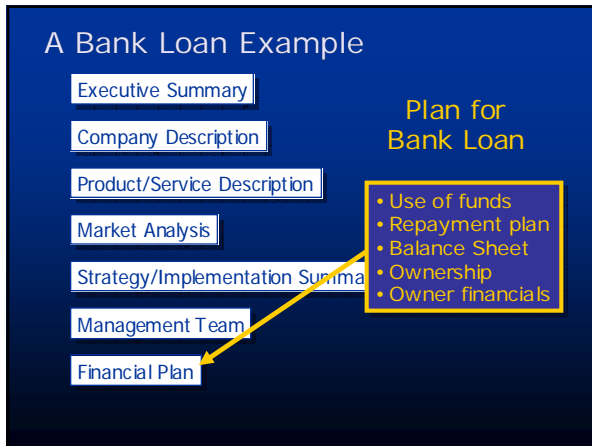 A Bank Loan Example
Executive Summary
Company Description
Product/Service Description
Market Analysis
Strategy/Implementation Summa
Management Team
Financial Plan
Plan for
Bank Loan
• Use of funds
• Repayment plan
• Balance Sheet
• Ownership
• Owner financials